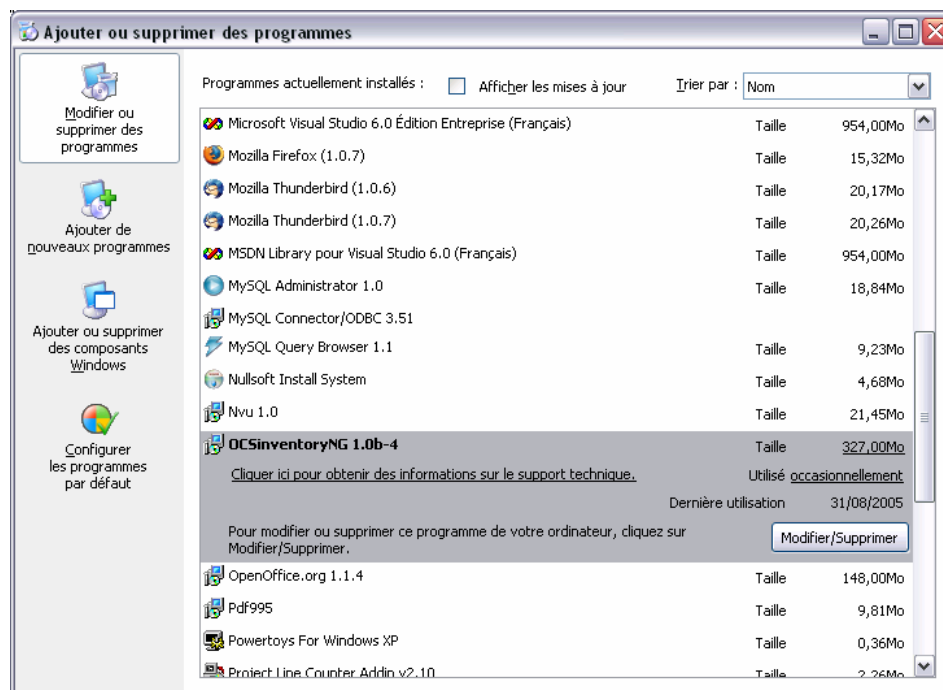 Ajouter ou supprimer des programmes
Modifier ou
supprimer des
programmes
Ajouter de
nouveaux programmes
Ajouter ou supprimer
des composants
Windows
Configurer
les programmes
par défaut
Programmes actuellement installés : Afficher les mises à jour Trier par : Nom
Microsoft Visual Studio 6.0 Édition Entreprise (Français) Taille 954,00Mo
Mozilla Firefox (1.0.7) Taille 15,32Mo
Mozilla Thunderbird (1.0.6) Taille 20,17Mo
Mozilla Thunderbird (1.0.7) Taille 20,26Mo
MSDN Library pour Visual Studio 6.0 (Français) Taille 954,00Mo
MySQL Administrator 1.0 Taille 18,84Mo
MySQL Connector/ODBC 3.51
MySQL Query Browser 1.1 Taille 9,23Mo
Nullsoft Install System Taille 4,68Mo
Nvu 1.0 Taille 21,45Mo
OCSinventoryNG 1.0b-4 Taille 327,00Mo
Cliquer ici pour obtenir des informations sur le support technique. Utilisé occasionnellement
Dernière utilisation 31/08/2005
Pour modifier ou supprimer ce programme de votre ordinateur, cliquez sur
Modifier/Supprimer. Modifier/Supprimer
OpenOffice.org 1.1.4 Taille 148,00Mo
Pdf995 Taille 9,81Mo
Powertoys For Windows XP Taille 0,36Mo
Project Line Counter Addin v2.10 Taille 2,26Mo